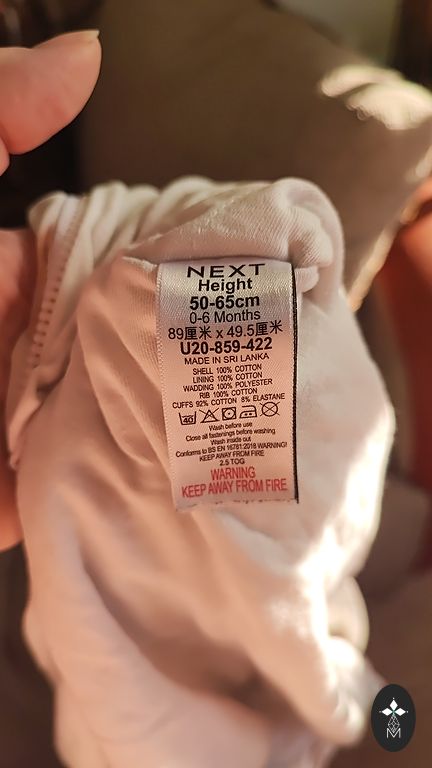 NEXT
Height
50-65cm
0-6 Months
89厘米 x 49.5厘米
U20-859-422
MADE IN SRI LANKA
SHELL 100% COTTON
LINING 100% COTTON
WADDING 100% POLYESTER
RIB 100% COTTON
CUFFS 92% COTTON 8% ELASTANE
40
Wash before use
Close all fastenings before washing
Wash inside out
Conforms to BS EN 16781:2018 WARNING!
KEEP AWAY FROM FIRE
2.5 TOG
WARNING
KEEP AWAY FROM FIRE
M